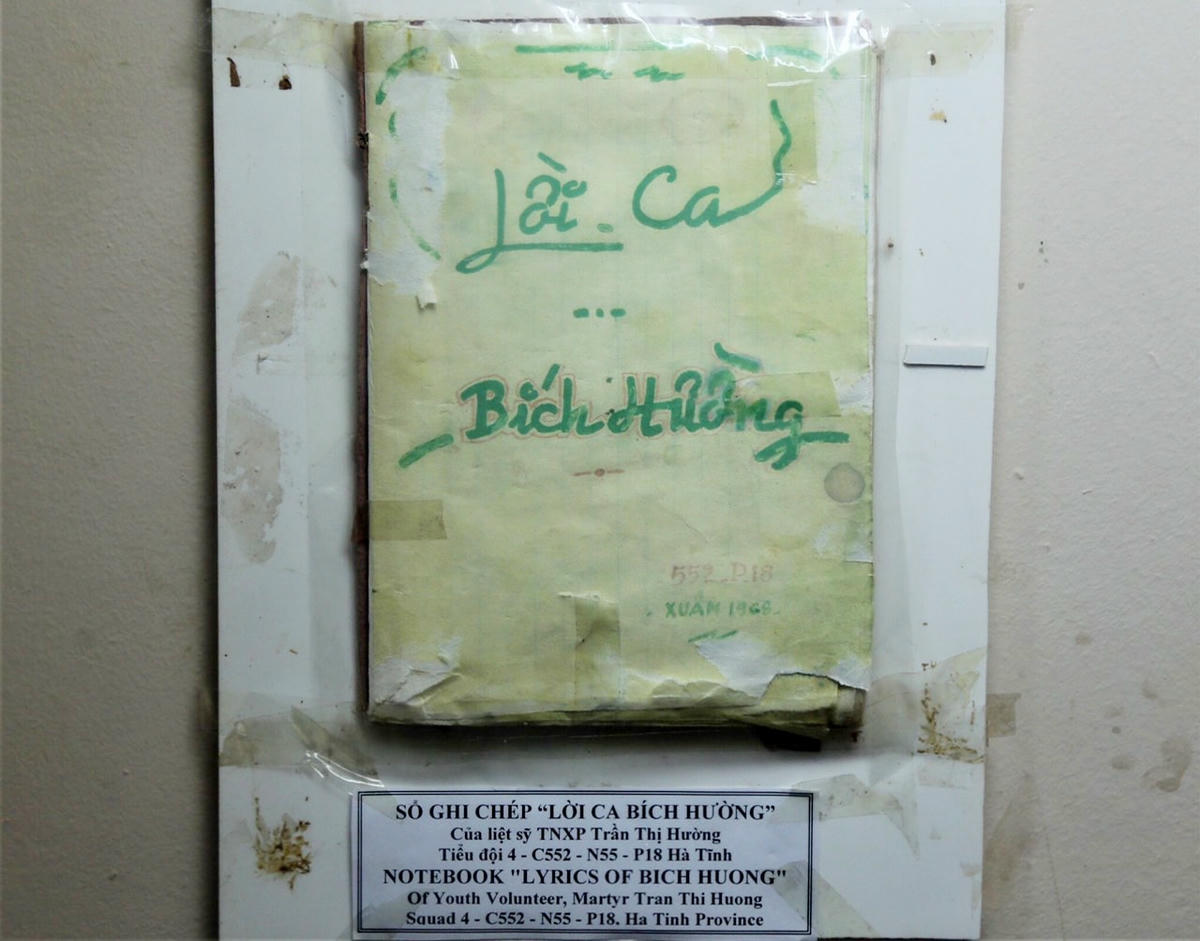 Lời. Ca
...
Bích Hường
552.P.18
XUÂN 1968.
SỔ GHI CHÉP “LỜI CA BÍCH HƯỜNG”
Của liệt sỹ TNXP Trần Thị Hường
Tiểu đội 4 - C552 - N55 - P18 Hà Tĩnh
NOTEBOOK "LYRICS OF BICH HUONG"
Of Youth Volunteer, Martyr Tran Thi Huong
Squad 4 - C552 - N55 - P18. Ha Tinh Province